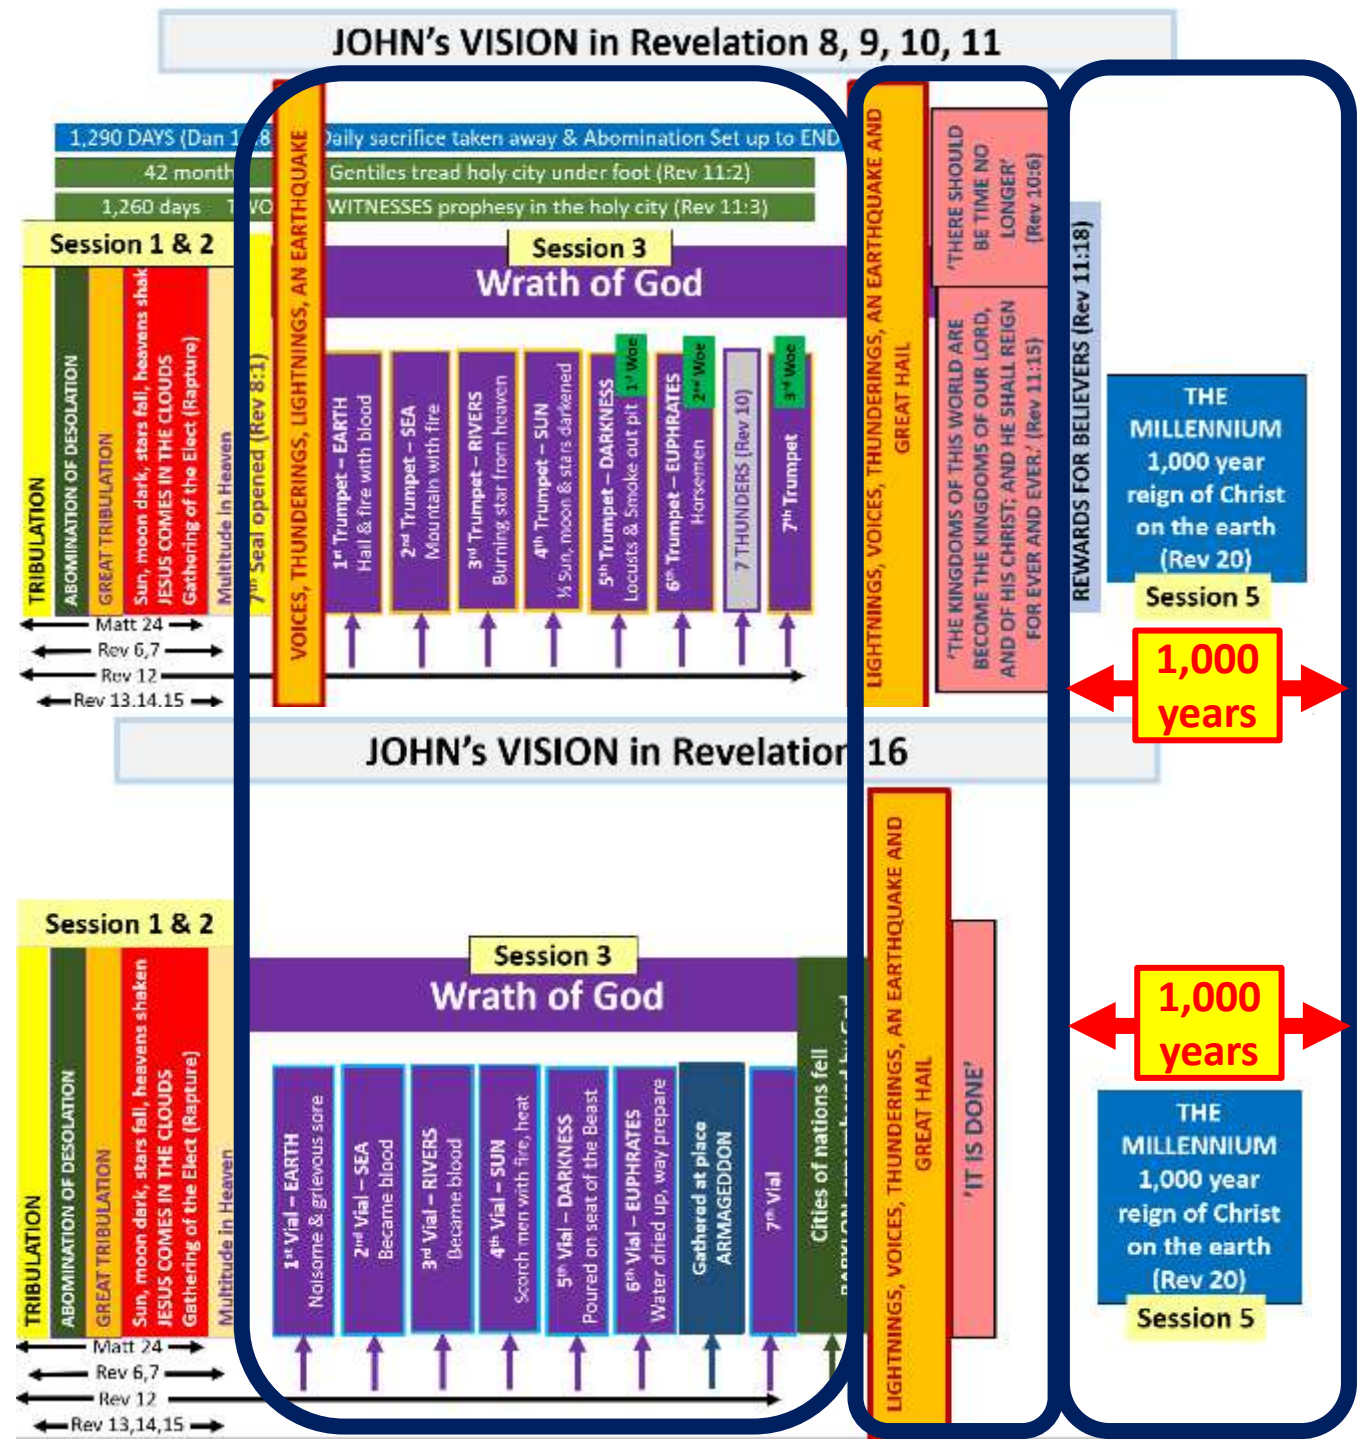 JOHN's VISION in Revelation 8, 9, 10, 11
1,290 DAYS (Dan 1 8 Daily sacrifice taken away & Abomination Set up to END
42 month Gentiles tread holy city under foot (Rev 11:2)
1,260 days TWO WITNESSES prophesy in the holy city (Rev 11:3)
Session 1 & 2
Session 3
Wrath of God
TRIBULATION
ABOMINATION OF DESOLATION
GREAT TRIBULATION
Sun, moon dark, stars fall, heavens shak
JESUS COMES IN THE CLOUDS
Gathering of the Elect (Rapture)
Multitude in Heaven
7th Seal opened (Rev 8:1)
VOICES, THUNDERINGS, LIGHTNINGS, AN EARTHQUAKE
1st Trumpet – EARTH
Hail & fire with blood
2nd Trumpet – SEA
Mountain with fire
3rd Trumpet – RIVERS
Burning star from heaven
4th Trumpet – SUN
⅓ Sun, moon & stars darkened
5th Trumpet – DARKNESS
Locusts & Smoke out pit
1st Woe
6th Trumpet – EUPHRATES
Horsemen
2nd Woe
7 THUNDERS (Rev 10)
7th Trumpet
3rd Woe
LIGHTNINGS, VOICES, THUNDERINGS, AN EARTHQUAKE AND
GREAT HAIL
'THERE SHOULD
BE TIME NO
LONGER'
(Rev 10:6)
'THE KINGDOMS OF THIS WORLD ARE
BECOME THE KINGDOMS OF OUR LORD,
AND OF HIS CHRIST; AND HE SHALL REIGN
FOR EVER AND EVER.' (Rev 11:15)
REWARDS FOR BELIEVERS (Rev 11:18)
THE
MILLENNIUM
1,000 year
reign of Christ
on the earth
(Rev 20)
Session 5
1,000
years
Matt 24
Rev 6,7
Rev 12
Rev 13,14,15
JOHN's VISION in Revelation 16
Session 1 & 2
Session 3
Wrath of God
TRIBULATION
ABOMINATION OF DESOLATION
GREAT TRIBULATION
Sun, moon dark, stars fall, heavens shaken
JESUS COMES IN THE CLOUDS
Gathering of the Elect (Rapture)
Multitude in Heaven
1st Vial – EARTH
Noisome & grievous sore
2nd Vial – SEA
Became blood
3rd Vial – RIVERS
Became blood
4th Vial – SUN
Scorch men with fire, heat
5th Vial – DARKNESS
Poured on seat of the Beast
6th Vial – EUPHRATES
Water dried up, way prepare
Gathered at place
ARMAGEDDON
7th Vial
Cities of nations fell
LIGHTNINGS, VOICES, THUNDERINGS, AN EARTHQUAKE AND
GREAT HAIL
'IT IS DONE'
1,000
years
THE
MILLENNIUM
1,000 year
reign of Christ
on the earth
(Rev 20)
Session 5
Matt 24
Rev 6,7
Rev 12
Rev 13,14,15